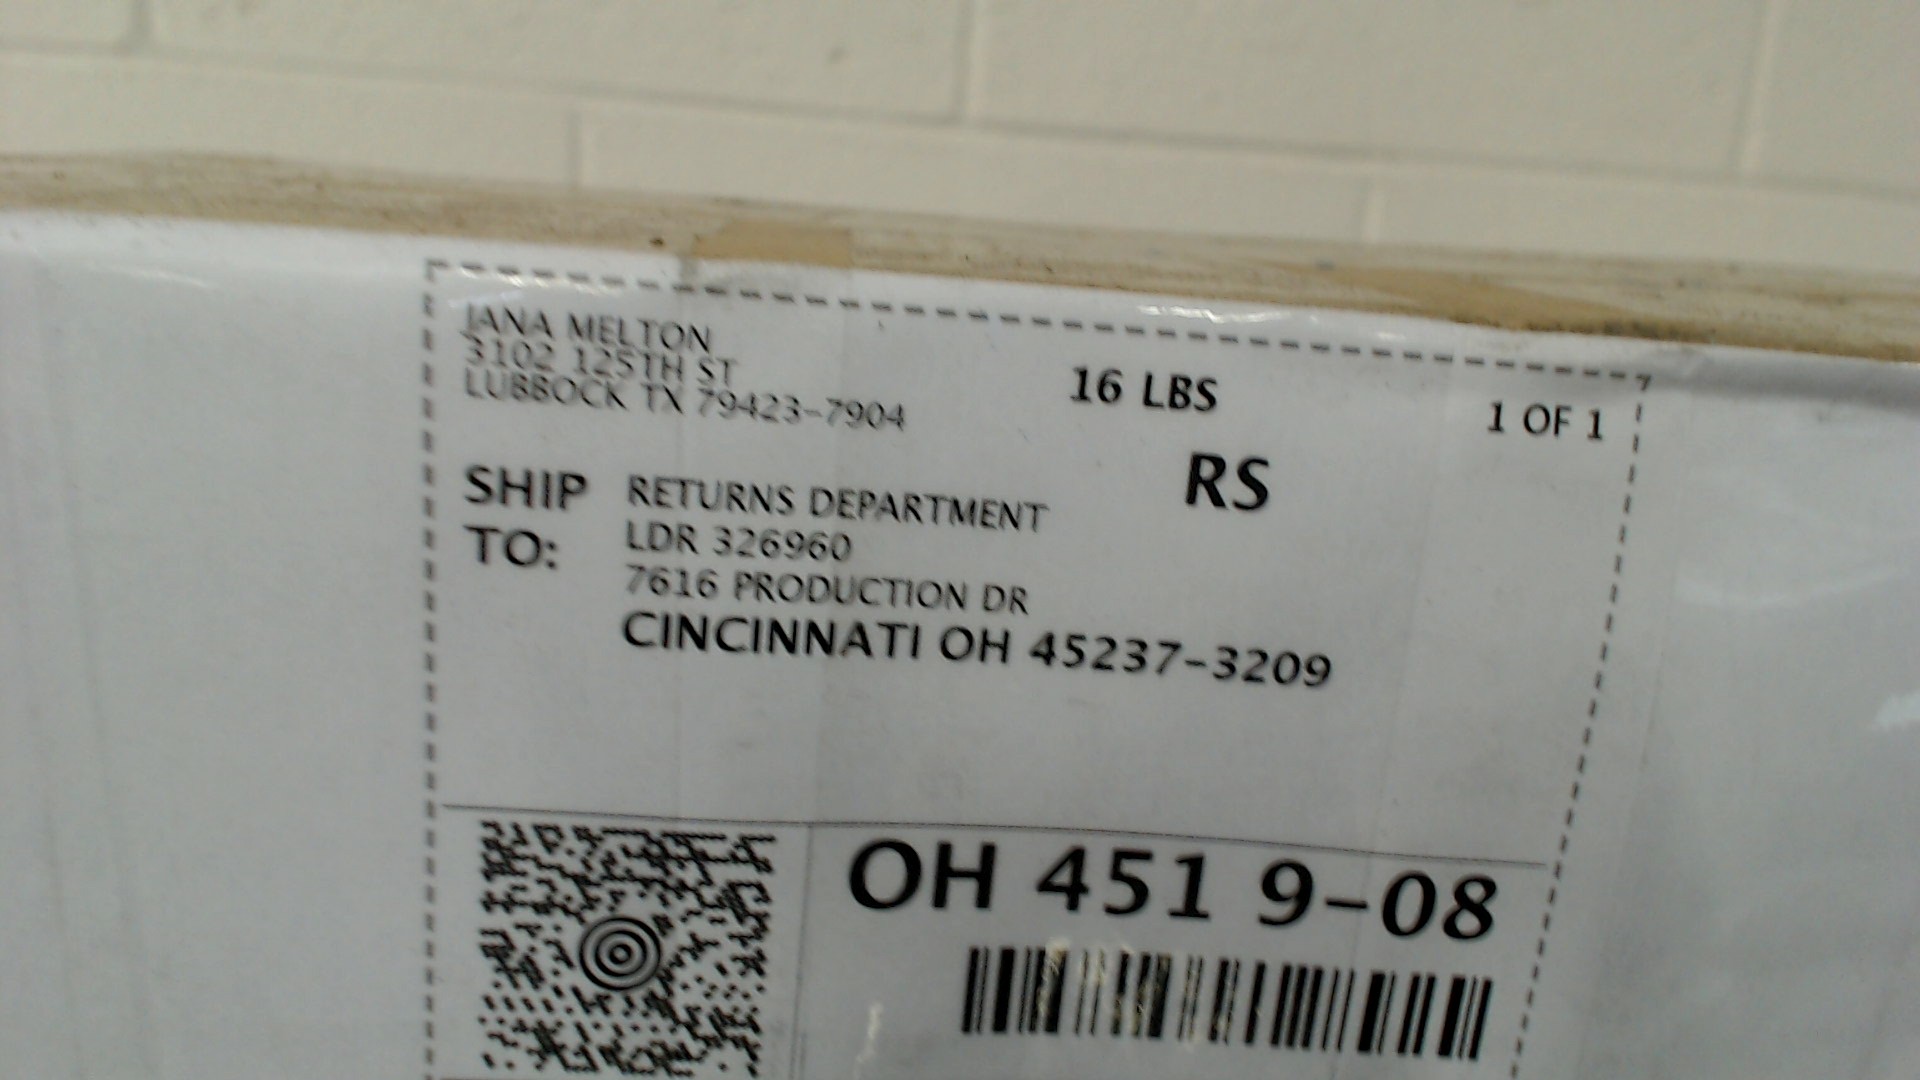 JANA MELTON
3102 125TH ST
LUBBOCK TX 79423-7904
16 LBS
1 OF 1
RS
SHIP TO:
RETURNS DEPARTMENT
LDR 326960
7616 PRODUCTION DR
CINCINNATI OH 45237-3209
OH 451 9-08